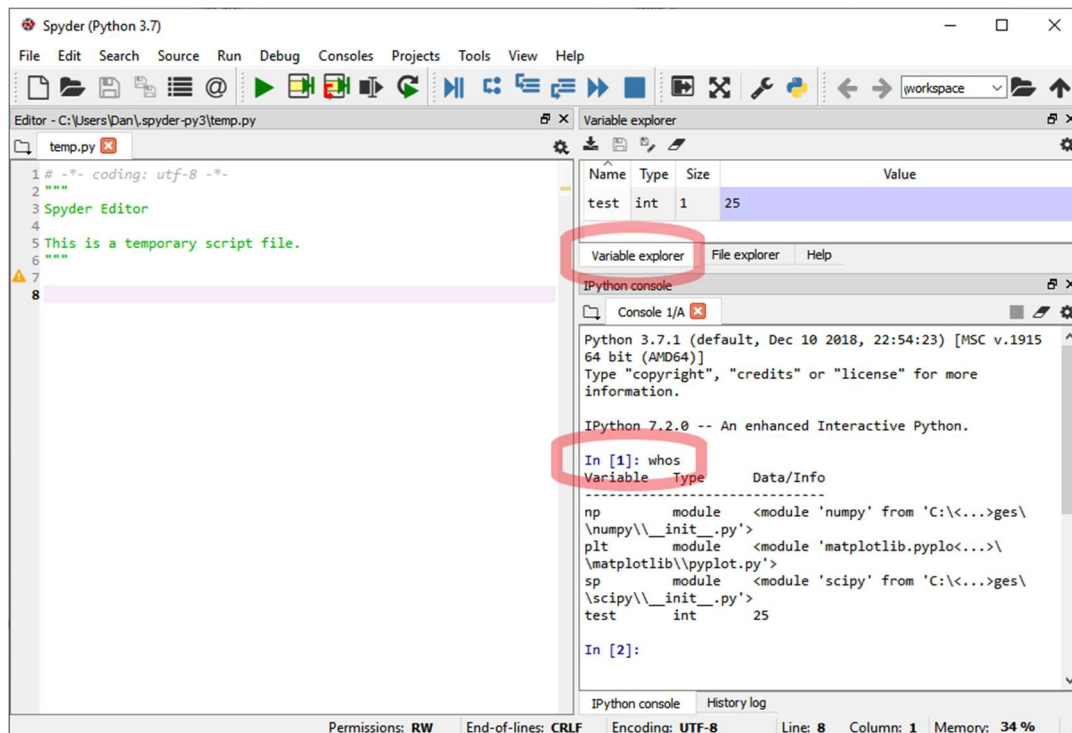 Spyder (Python 3.7)
File Edit Search Source Run Debug Consoles Projects Tools View Help
workspace
Editor - C:\Users\Dan\.spyder-py3\temp.py
temp.py
1 # -*- coding: utf-8 -*-
2 """
3 Spyder Editor
4
5 This is a temporary script file.
6 """
7
8
Variable explorer
Name Type Size Value
test int 1 25
Variable explorer File explorer Help
IPython console
Console 1/A
Python 3.7.1 (default, Dec 10 2018, 22:54:23) [MSC v.1915
64 bit (AMD64)]
Type "copyright", "credits" or "license" for more
information.
IPython 7.2.0 -- An enhanced Interactive Python.
In [1]: whos
Variable Type Data/Info
-------------------------------
np module <module 'numpy' from 'C:\<...>ges\
\numpy\\__init__.py'>
plt module <module 'matplotlib.pyplo<...>\
\matplotlib\\pyplot.py'>
sp module <module 'scipy' from 'C:\<...>ges\
\scipy\\__init__.py'>
test int 25
In [2]:
IPython console History log
Permissions: RW End-of-lines: CRLF Encoding: UTF-8 Line: 8 Column: 1 Memory: 34 %